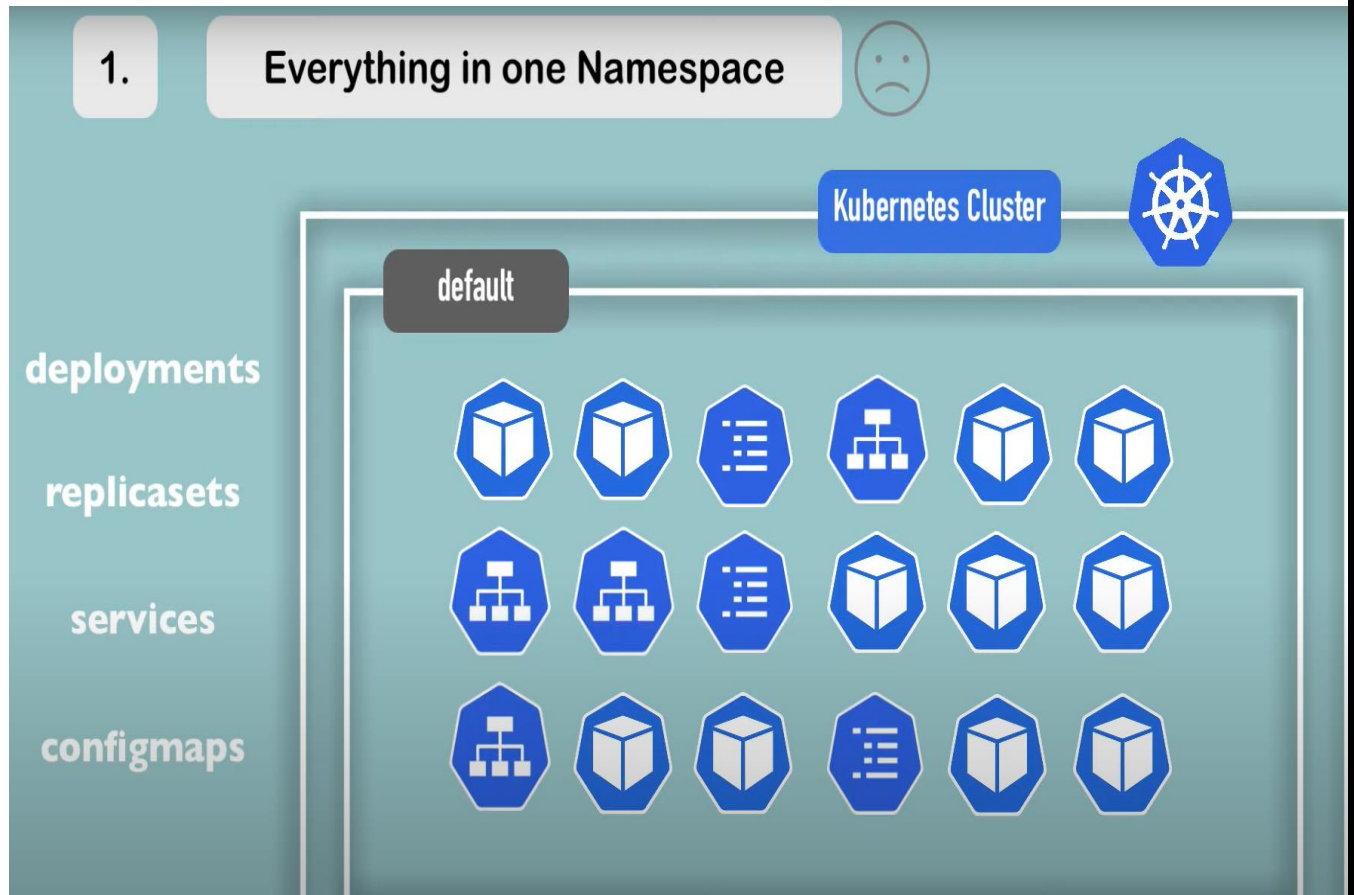 1.
Everything in one Namespace
Kubernetes Cluster
default
deployments
replicasets
services
configmaps